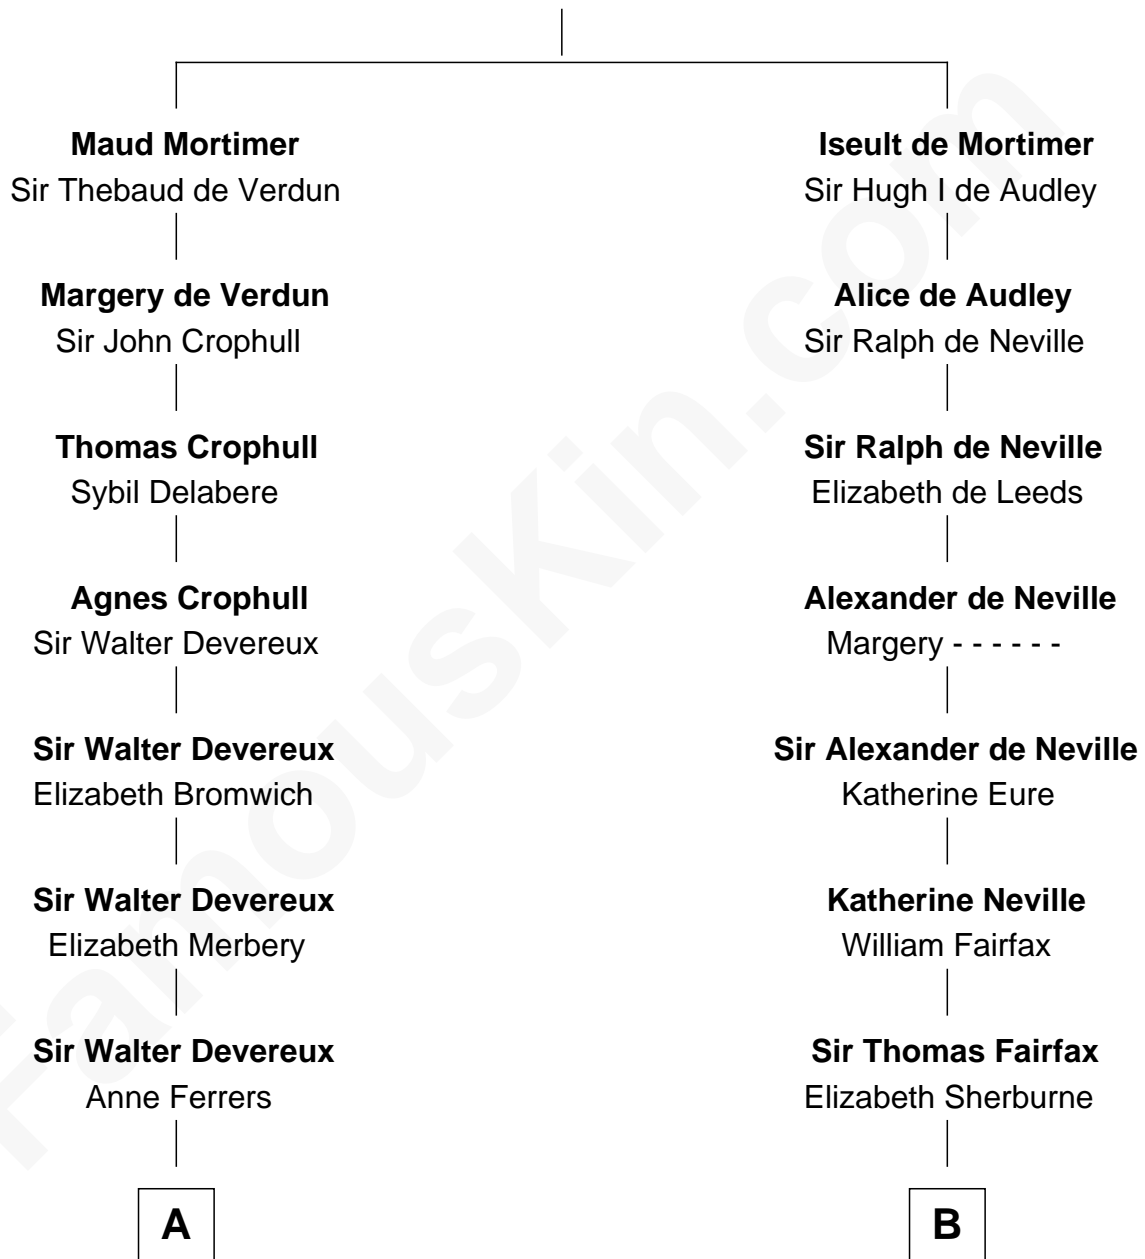 Maud Mortimer
Sir Thebaud de Verdun
Margery de Verdun
Sir John Crophull
Thomas Crophull
Sybil Delabere
Agnes Crophull
Sir Walter Devereux
Sir Walter Devereux
Elizabeth Bromwich
Sir Walter Devereux
Elizabeth Merbery
Sir Walter Devereux
Anne Ferrers
A
Iseult de Mortimer
Sir Hugh I de Audley
Alice de Audley
Sir Ralph de Neville
Sir Ralph de Neville
Elizabeth de Leeds
Alexander de Neville
Margery - - - - - -
Sir Alexander de Neville
Katherine Eure
Katherine Neville
William Fairfax
Sir Thomas Fairfax
Elizabeth Sherburne
B
FamousKin.com